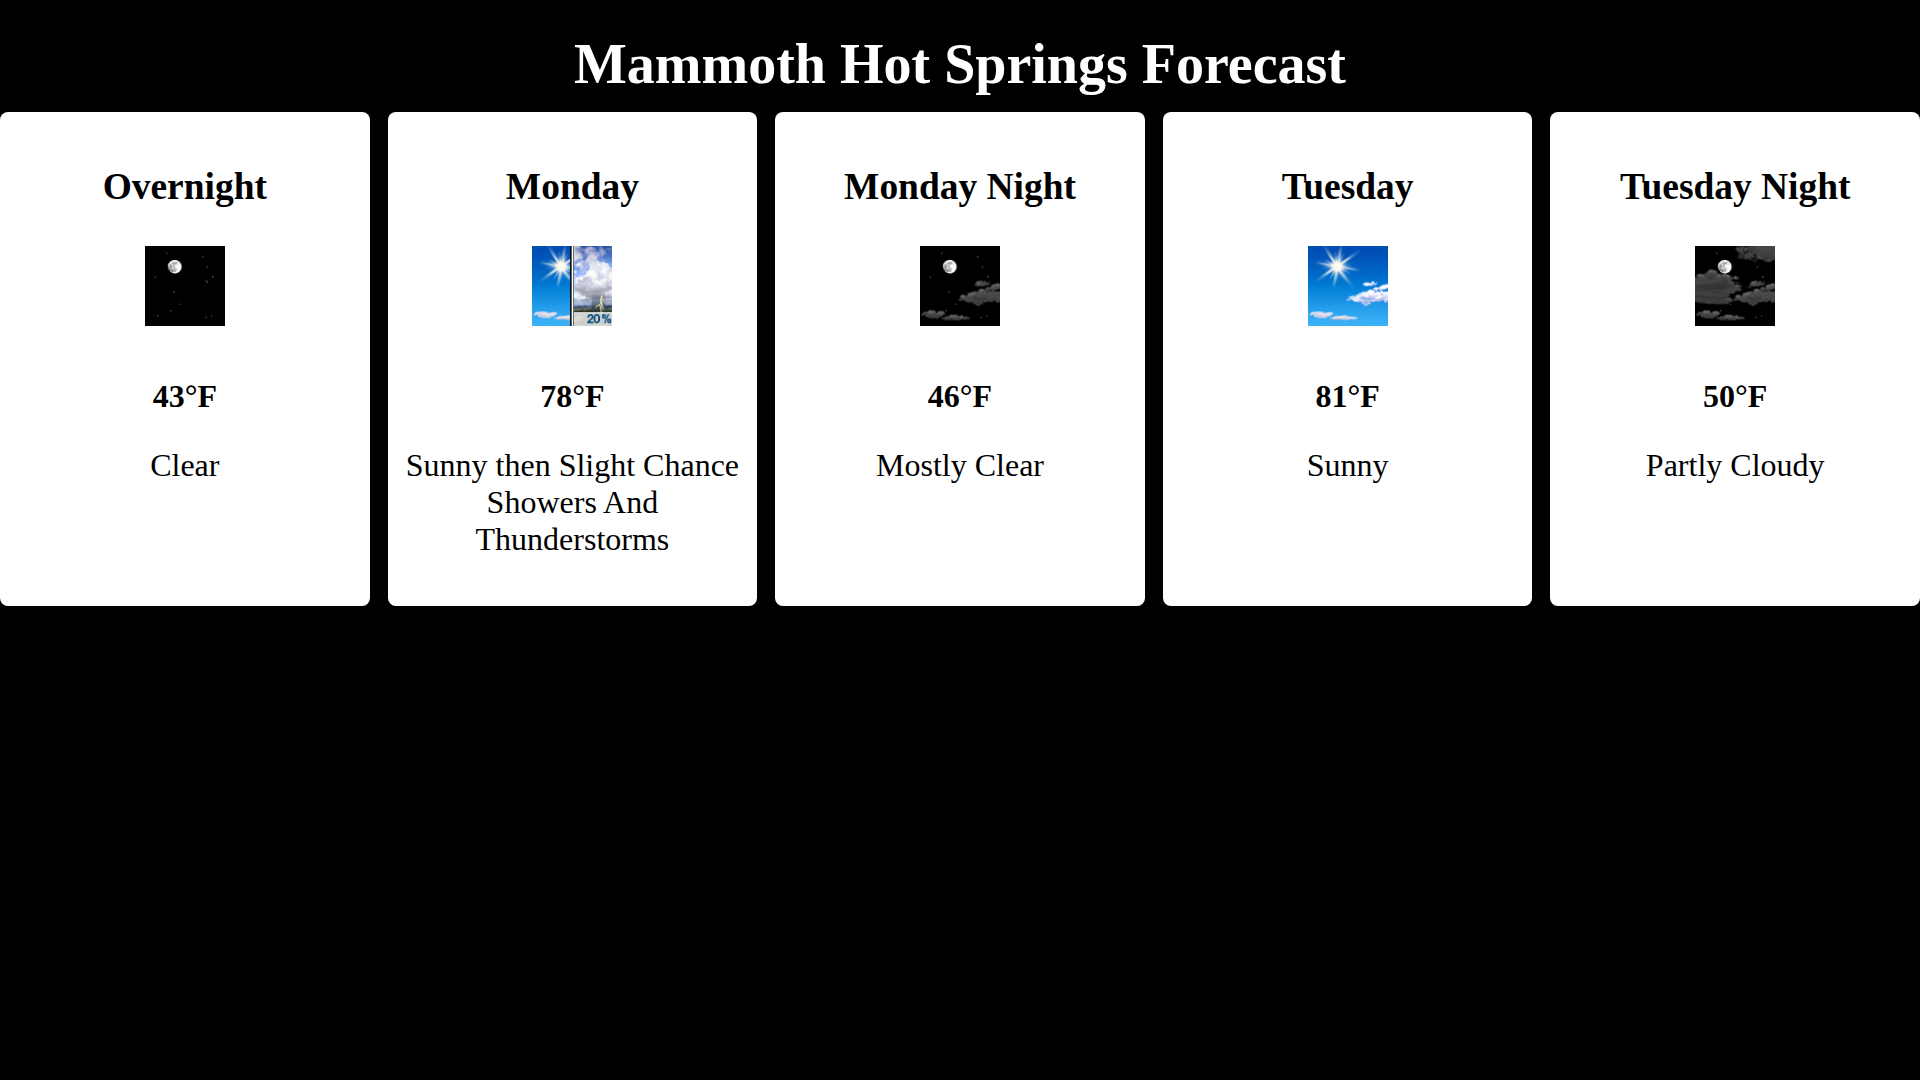 Mammoth Hot Springs Forecast
Overnight
43°F
Clear
Monday
20%
78°F
Sunny then Slight Chance
Showers And
Thunderstorms
Monday Night
46°F
Mostly Clear
Tuesday
81°F
Sunny
Tuesday Night
50°F
Partly Cloudy